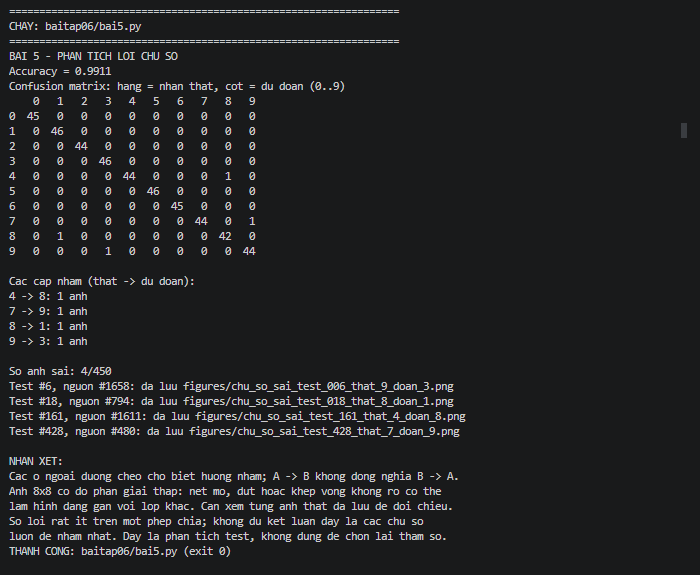 =================================================================
CHAY: baitap06/bai5.py
=================================================================
BAI 5 - PHAN TICH LOI CHU SO
Accuracy = 0.9911
Confusion matrix: hang = nhan that, cot = du doan (0..9)
    0   1   2   3   4   5   6   7   8   9
0  45   0   0   0   0   0   0   0   0   0
1   0  46   0   0   0   0   0   0   0   0
2   0   0  44   0   0   0   0   0   0   0
3   0   0   0  46   0   0   0   0   0   0
4   0   0   0   0  44   0   0   0   1   0
5   0   0   0   0   0  46   0   0   0   0
6   0   0   0   0   0   0  45   0   0   0
7   0   0   0   0   0   0   0  44   0   1
8   0   1   0   0   0   0   0   0  42   0
9   0   0   0   1   0   0   0   0   0  44
Cac cap nham (that -> du doan):
4 -> 8: 1 anh
7 -> 9: 1 anh
8 -> 1: 1 anh
9 -> 3: 1 anh
So anh sai: 4/450
Test #6, nguon #1658: da luu figures/chu_so_sai_test_006_that_9_doan_3.png
Test #18, nguon #794: da luu figures/chu_so_sai_test_018_that_8_doan_1.png
Test #161, nguon #1611: da luu figures/chu_so_sai_test_161_that_4_doan_8.png
Test #428, nguon #480: da luu figures/chu_so_sai_test_428_that_7_doan_9.png
NHAN XET:
Cac o ngoai duong cheo cho biet huong nham; A -> B khong dong nghia B -> A.
Anh 8x8 co do phan giai thap: net mo, dut hoac khep vong khong ro co the
lam hinh dang gan voi lop khac. Can xem tung anh that da luu de doi chieu.
So loi rat it tren mot phep chia; khong du ket luan day la cac chu so
luon de nham nhat. Day la phan tich test, khong dung de chon lai tham so.
THANH CONG: baitap06/bai5.py (exit 0)